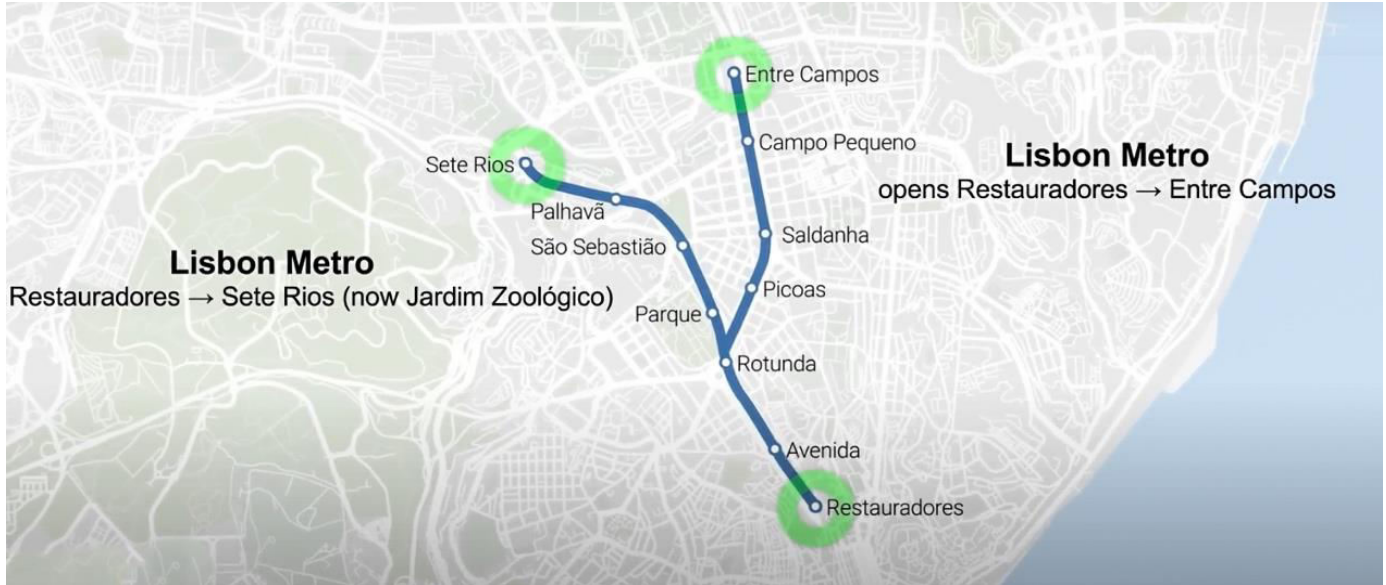 Entre Campos
Campo Pequeno
Sete Rios
Lisbon Metro
opens Restauradores → Entre Campos
Palhavã
Saldanha
São Sebastião
Lisbon Metro
Restauradores → Sete Rios (now Jardim Zoológico)
Picoas
Parque
Rotunda
Avenida
Restauradores